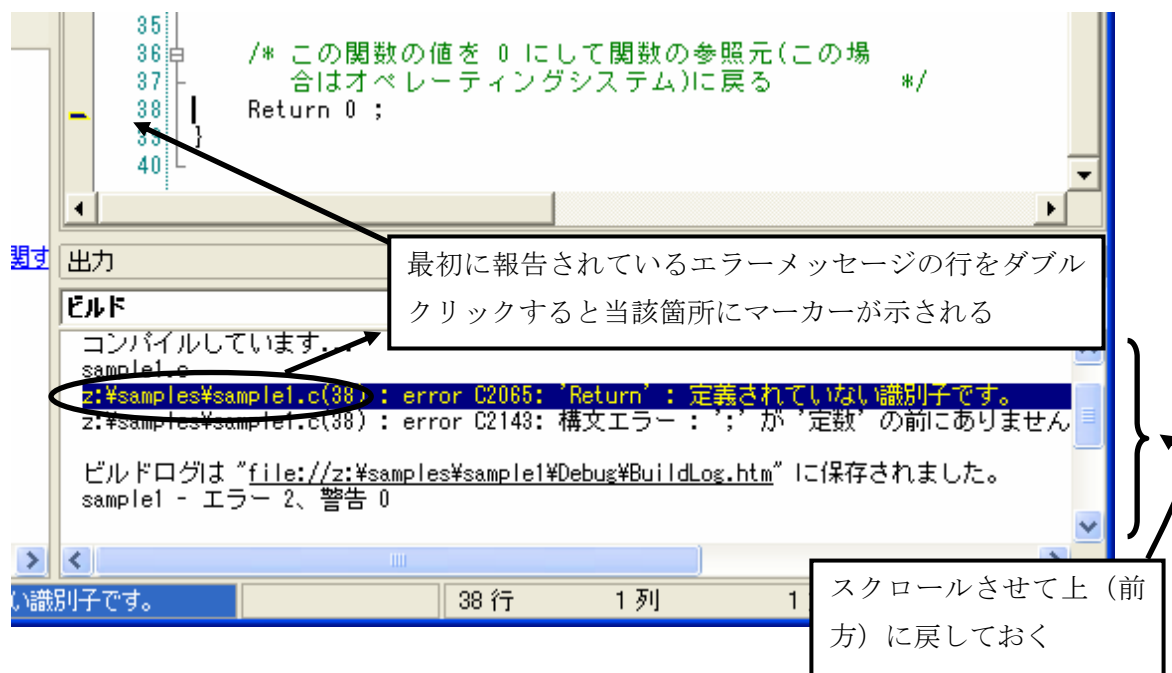 35
36 /* この関数の値を 0 にして関数の参照元(この場
37 合はオペレーティングシステム)に戻る */
38 Return 0 ;
39 }
40
関す
出力
最初に報告されているエラーメッセージの行をダブル
クリックすると当該箇所にマーカーが示される
ビルド
コンパイルしています...
sample1.c
z:¥samples¥sample1.c(38) : error C2065: 'Return' : 定義されていない識別子です。
z:¥samples¥sample1.c(38) : error C2143: 構文エラー : ';' が '定数' の前にありません
ビルドログは "file://z:¥samples¥sample1¥Debug¥BuildLog.htm" に保存されました。
sample1 - エラー 2、警告 0
い識別子です。
38 行 1 列 1
スクロールさせて上（前
方）に戻しておく